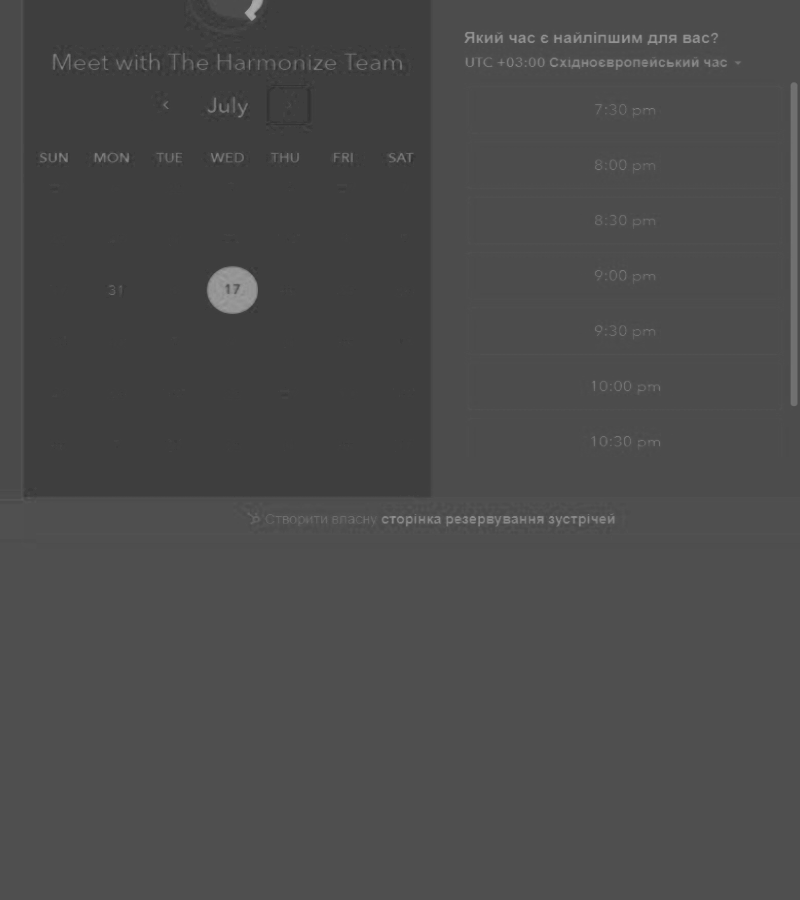 Meet with The Harmonize Team
July
SUN MON TUE WED THU FRI SAT
31 17
Який час є найліпшим для вас?
UTC +03:00 Східноєвропейський час
7:30 pm
8:00 pm
8:30 pm
9:00 pm
9:30 pm
10:00 pm
10:30 pm
Створити власну сторінка резервування зустрічей